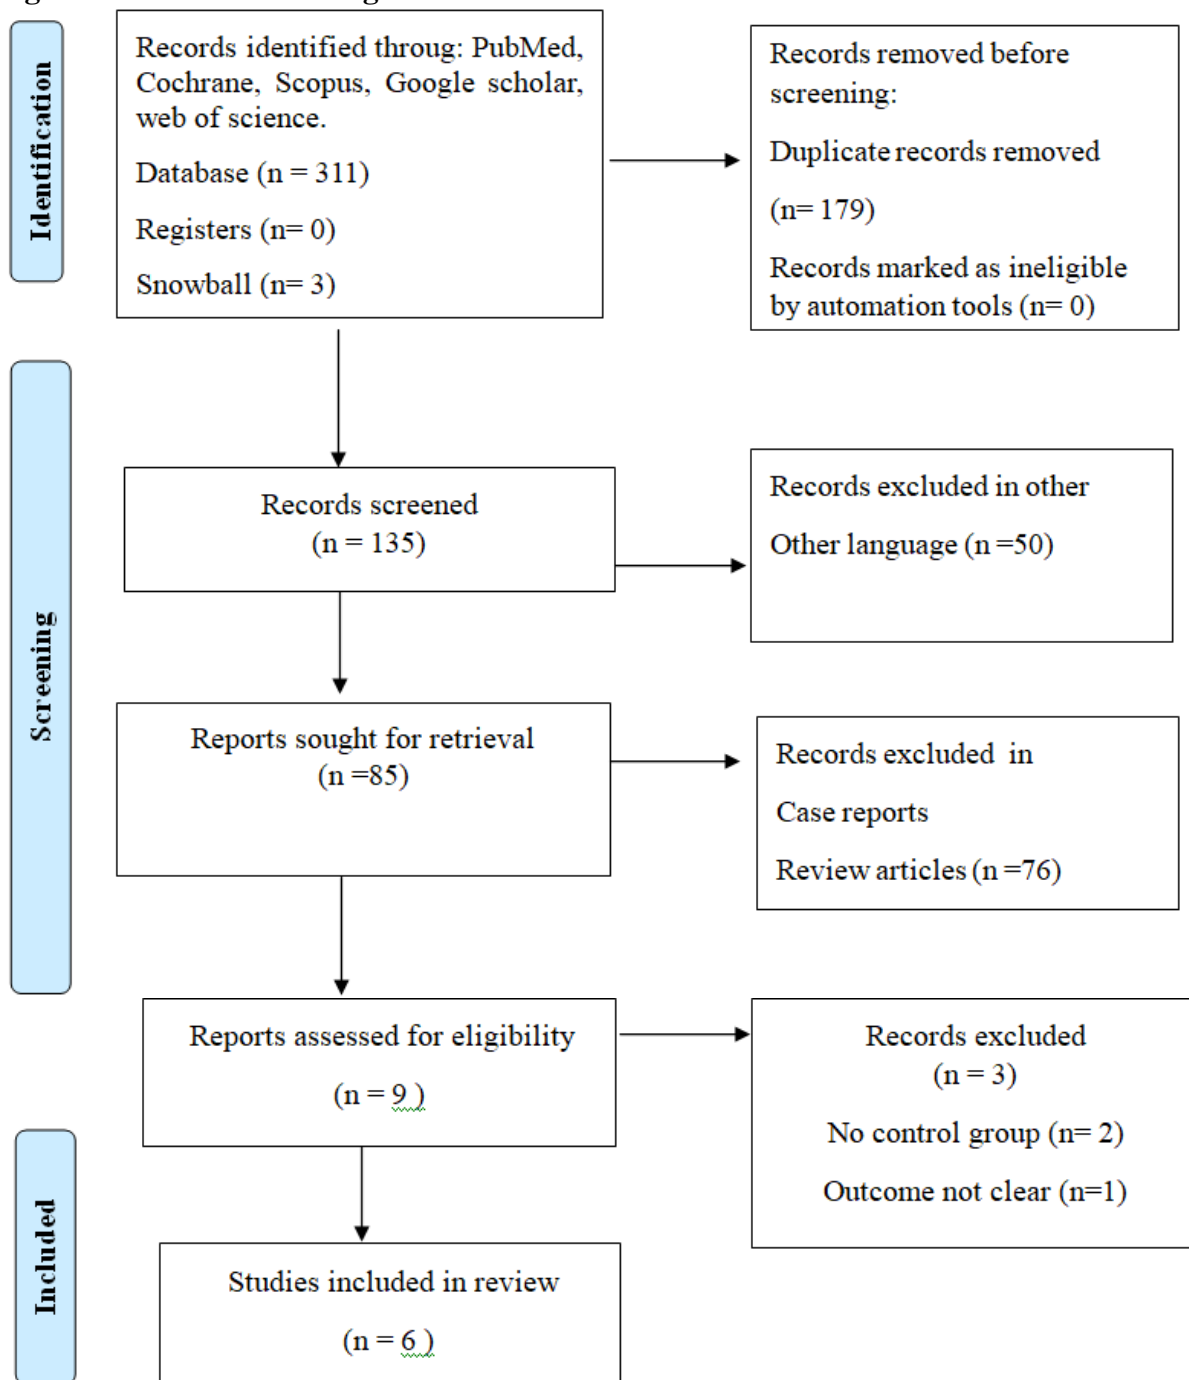 Identification
Records identified throug: PubMed,
Cochrane, Scopus, Google scholar,
web of science.
Database (n = 311)
Registers (n= 0)
Snowball (n= 3)
Records removed before
screening:
Duplicate records removed
(n= 179)
Records marked as ineligible
by automation tools (n= 0)
Screening
Records screened
(n = 135)
Records excluded in other
Other language (n =50)
Reports sought for retrieval
(n =85)
Records excluded in
Case reports
Review articles (n =76)
Reports assessed for eligibility
(n = 9 )
Records excluded
(n = 3)
No control group (n= 2)
Outcome not clear (n=1)
Included
Studies included in review
(n = 6 )